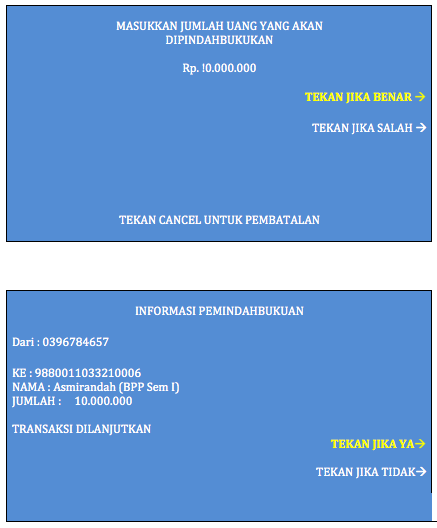 MASUKKAN JUMLAH UANG YANG AKAN
DIPINDAHBUKUKAN
Rp. !0.000.000
TEKAN JIKA BENAR →
TEKAN JIKA SALAH →
TEKAN CANCEL UNTUK PEMBATALAN
INFORMASI PEMINDAHBUKUAN
Dari : 0396784657
KE : 9880011033210006
NAMA : Asmirandah (BPP Sem I)
JUMLAH : 10.000.000
TRANSAKSI DILANJUTKAN
TEKAN JIKA YA→
TEKAN JIKA TIDAK→